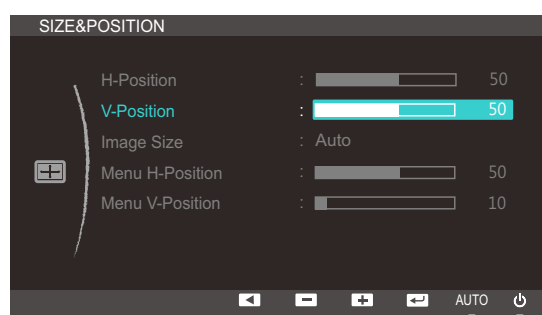 SIZE&POSITION
H-Position : 50
V-Position : 50
Image Size : Auto
Menu H-Position : 50
Menu V-Position : 10
AUTO